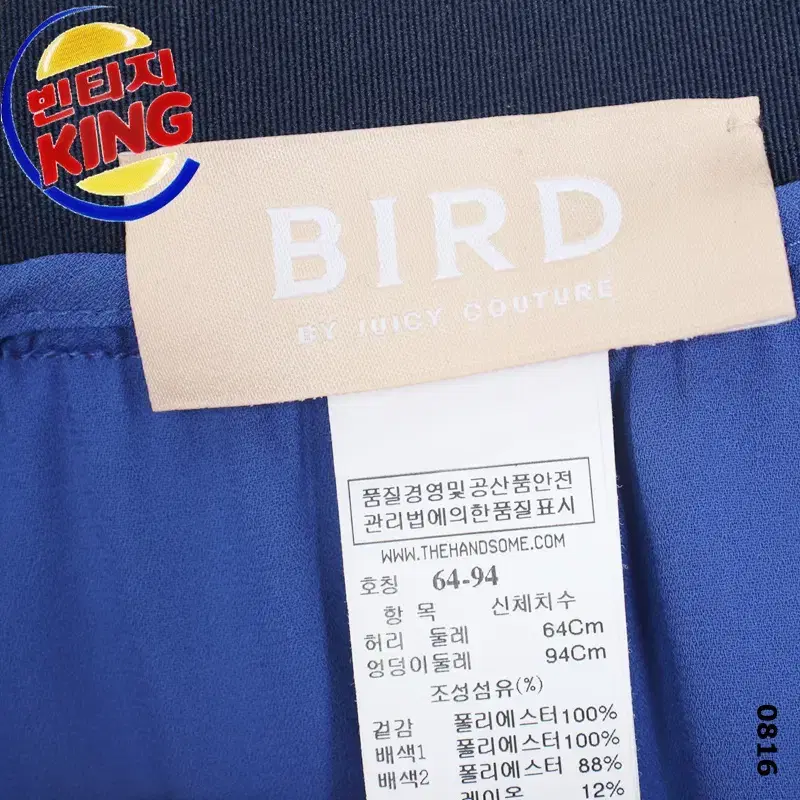 빈티지
KING
BIRD
BY JUICY COUTURE
품질경영및공산품안전
관리법에의한품질표시
WWW.THEHANDSOME.COM
호칭 64-94
항 목 신체치수
허리 둘레 64Cm
엉덩이둘레 94Cm
조성섬유(%)
겉감 폴리에스터100%
배색1 폴리에스터100%
배색2 폴리에스터 88%
레이온 12%
0816